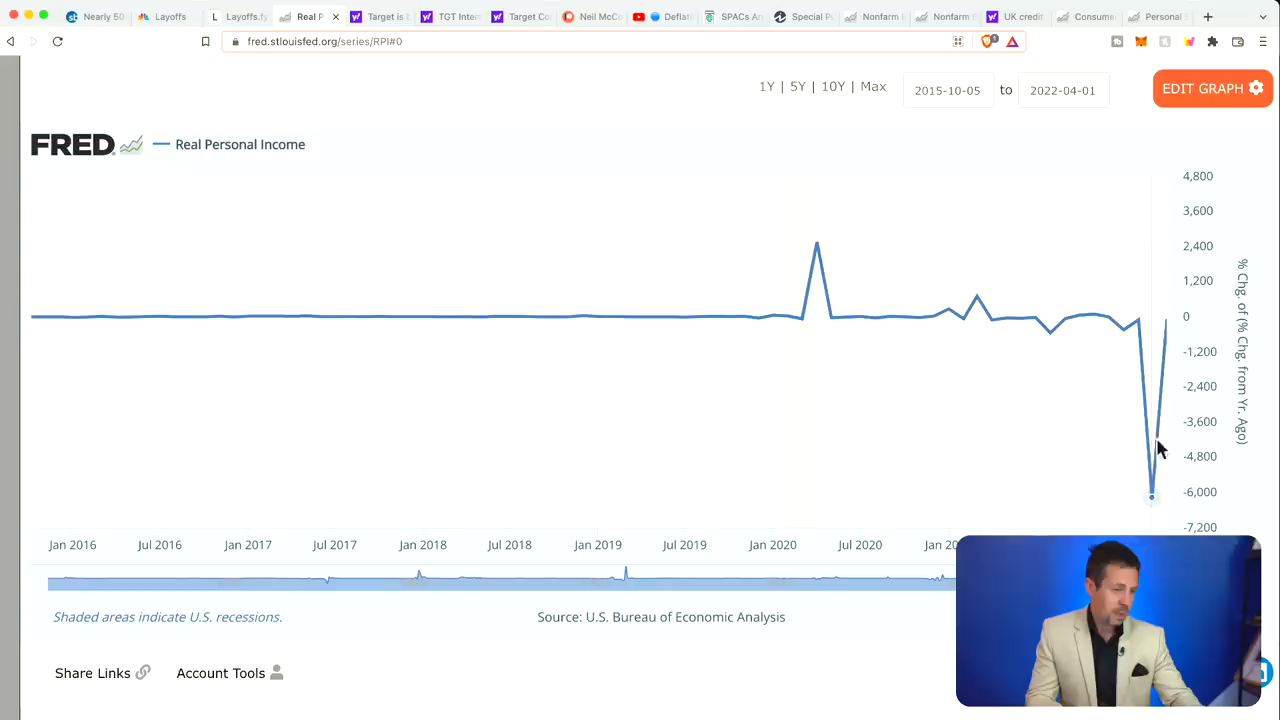 Nearly 50
Layoffs
Layoffs.fy
Real P
Target is b
TGT Intern
Target Co
Neil McCo
Deflat
SPACs An
Special Pu
Nonfarm
Nonfarm
UK credit
Consume
Personal S
fred.stlouisfed.org/series/RPI#0
1Y | 5Y | 10Y | Max
2015-10-05 to 2022-04-01
EDIT GRAPH
FRED
Real Personal Income
4,800
3,600
2,400
1,200
0
-1,200
-2,400
-3,600
-4,800
-6,000
-7,200
% Chg. of (% Chg. from Yr. Ago)
Jan 2016 Jul 2016 Jan 2017 Jul 2017 Jan 2018 Jul 2018 Jan 2019 Jul 2019 Jan 2020 Jul 2020 Jan 20
Shaded areas indicate U.S. recessions.
Source: U.S. Bureau of Economic Analysis
Share Links
Account Tools